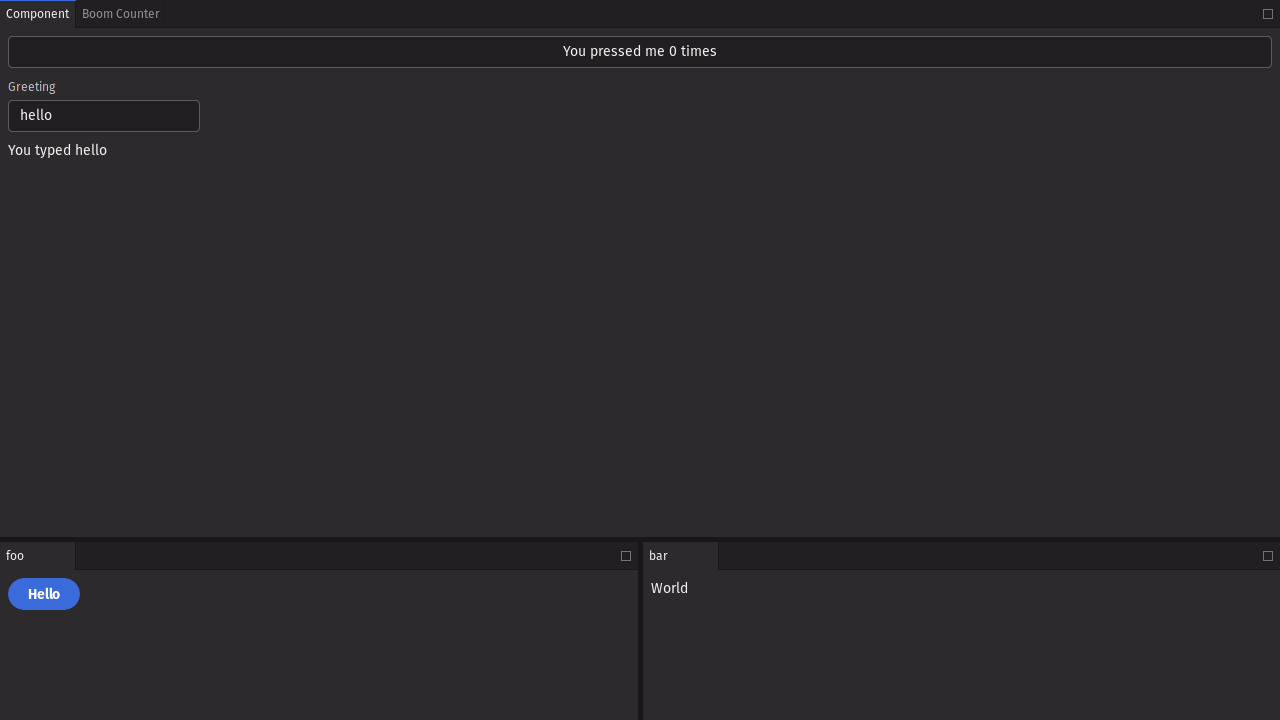 Component Boom Counter
You pressed me 0 times
Greeting
hello
You typed hello
foo
Hello
bar
World